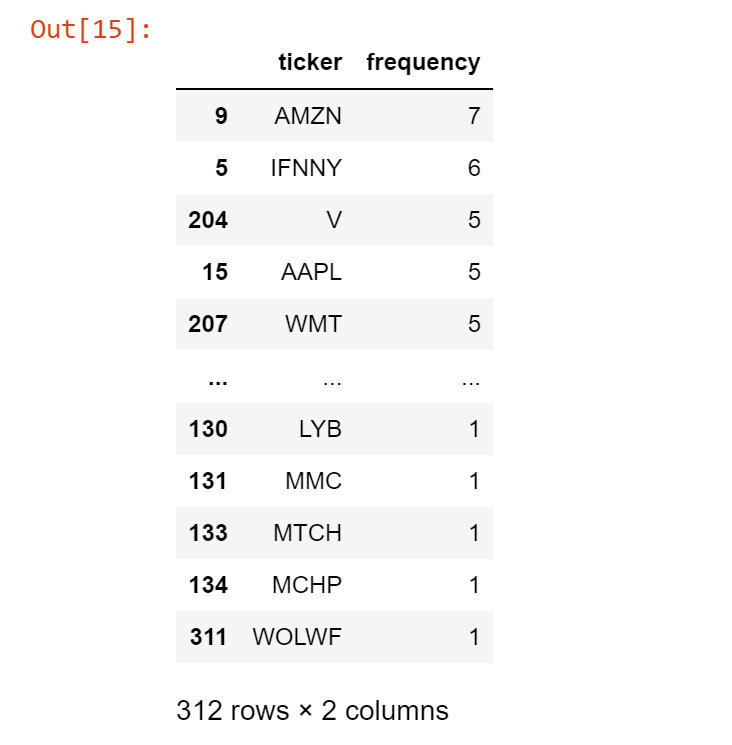 Out[15]:
ticker frequency
9 AMZN 7
5 IFNNY 6
204 V 5
15 AAPL 5
207 WMT 5
... ... ...
130 LYB 1
131 MMC 1
133 MTCH 1
134 MCHP 1
311 WOLWF 1
312 rows × 2 columns